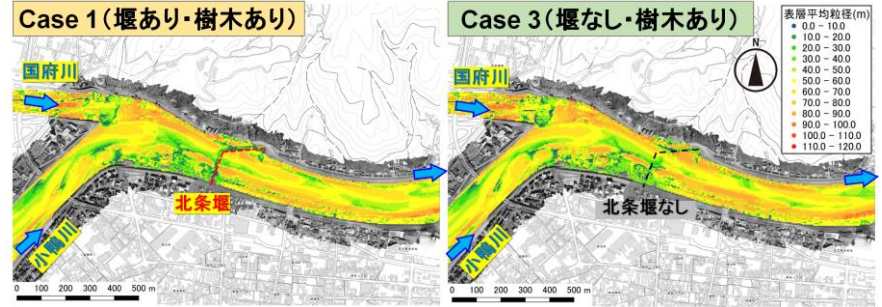 Case 1(堰あり・樹木あり)
国府川
北条堰
小鴨川
0 100 200 300 400 500 m
Case 3(堰なし・樹木あり)
国府川
北条堰なし
小鴨川
0 100 200 300 400 500 m
N
表層平均粒径(m)
0.0 - 10.0
10.0 - 20.0
20.0 - 30.0
30.0 - 40.0
40.0 - 50.0
50.0 - 60.0
60.0 - 70.0
70.0 - 80.0
80.0 - 90.0
90.0 - 100.0
100.0 - 110.0
110.0 - 120.0